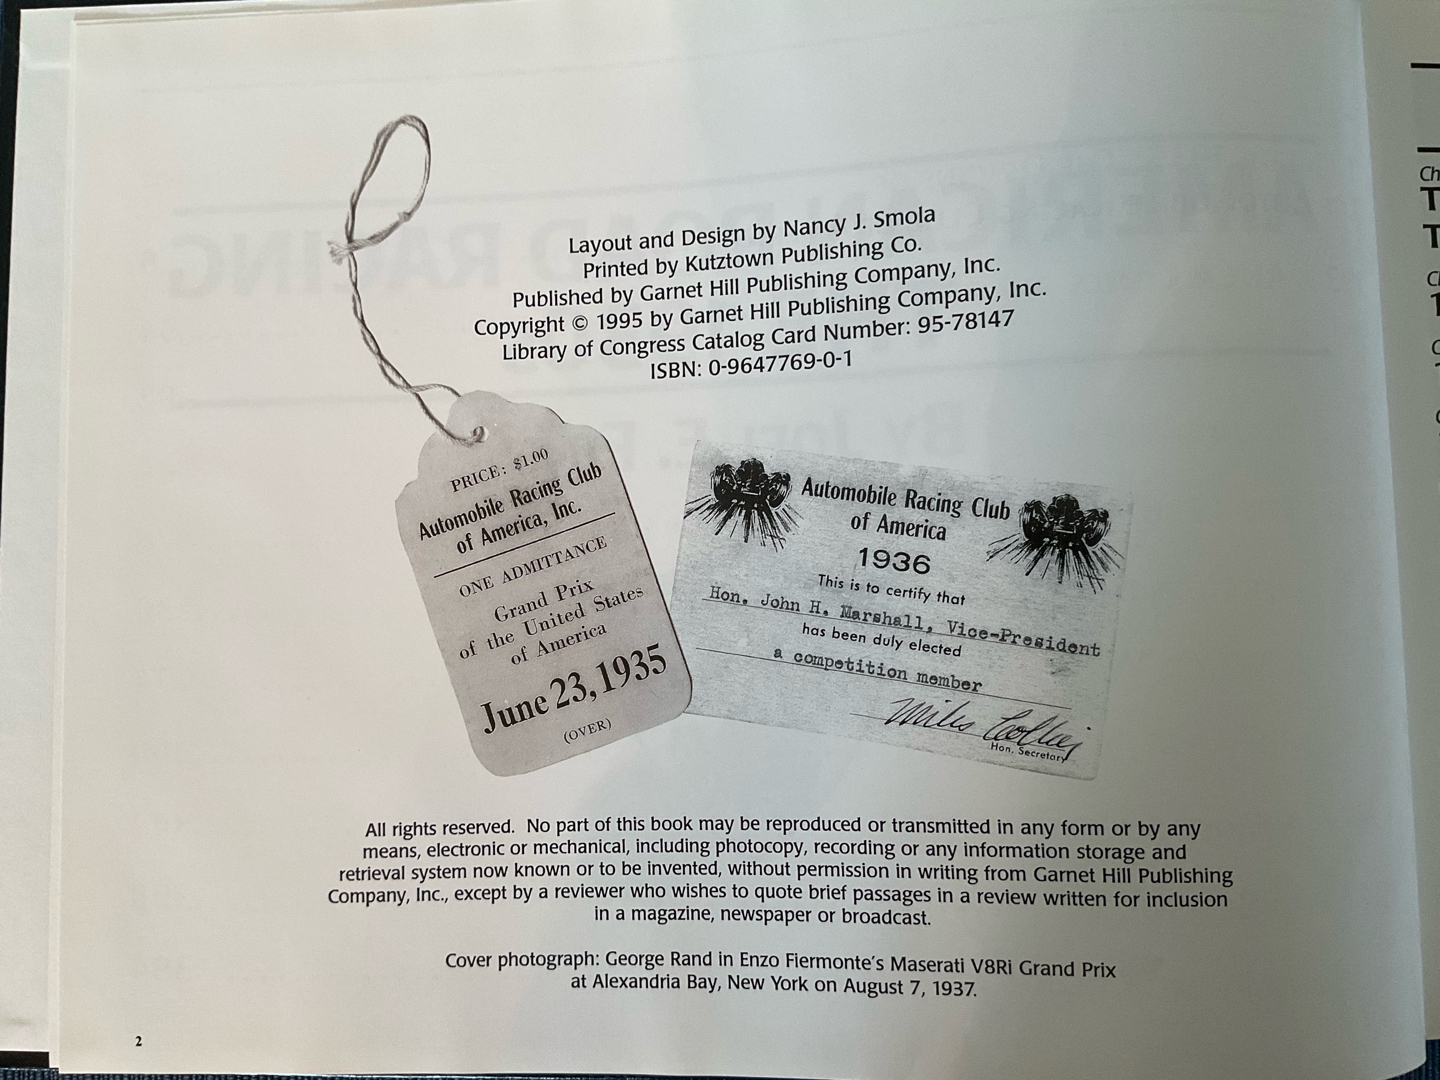 Layout and Design by Nancy J. Smola
Printed by Kutztown Publishing Co.
Published by Garnet Hill Publishing Company, Inc.
Copyright © 1995 by Garnet Hill Publishing Company, Inc.
Library of Congress Catalog Card Number: 95-78147
ISBN: 0-9647769-0-1
PRICE: $1.00
Automobile Racing Club
of America, Inc.
ONE ADMITTANCE
Grand Prix
of the United States
of America
June 23, 1935
(OVER)
Automobile Racing Club
of America
1936
This is to certify that
Hon. John H. Marshall, Vice-President
has been duly elected
a competition member
Miles Collier
Hon. Secretary
All rights reserved. No part of this book may be reproduced or transmitted in any form or by any
means, electronic or mechanical, including photocopy, recording or any information storage and
retrieval system now known or to be invented, without permission in writing from Garnet Hill Publishing
Company, Inc., except by a reviewer who wishes to quote brief passages in a review written for inclusion
in a magazine, newspaper or broadcast.
Cover photograph: George Rand in Enzo Fiermonte's Maserati V8Ri Grand Prix
at Alexandria Bay, New York on August 7, 1937.
2